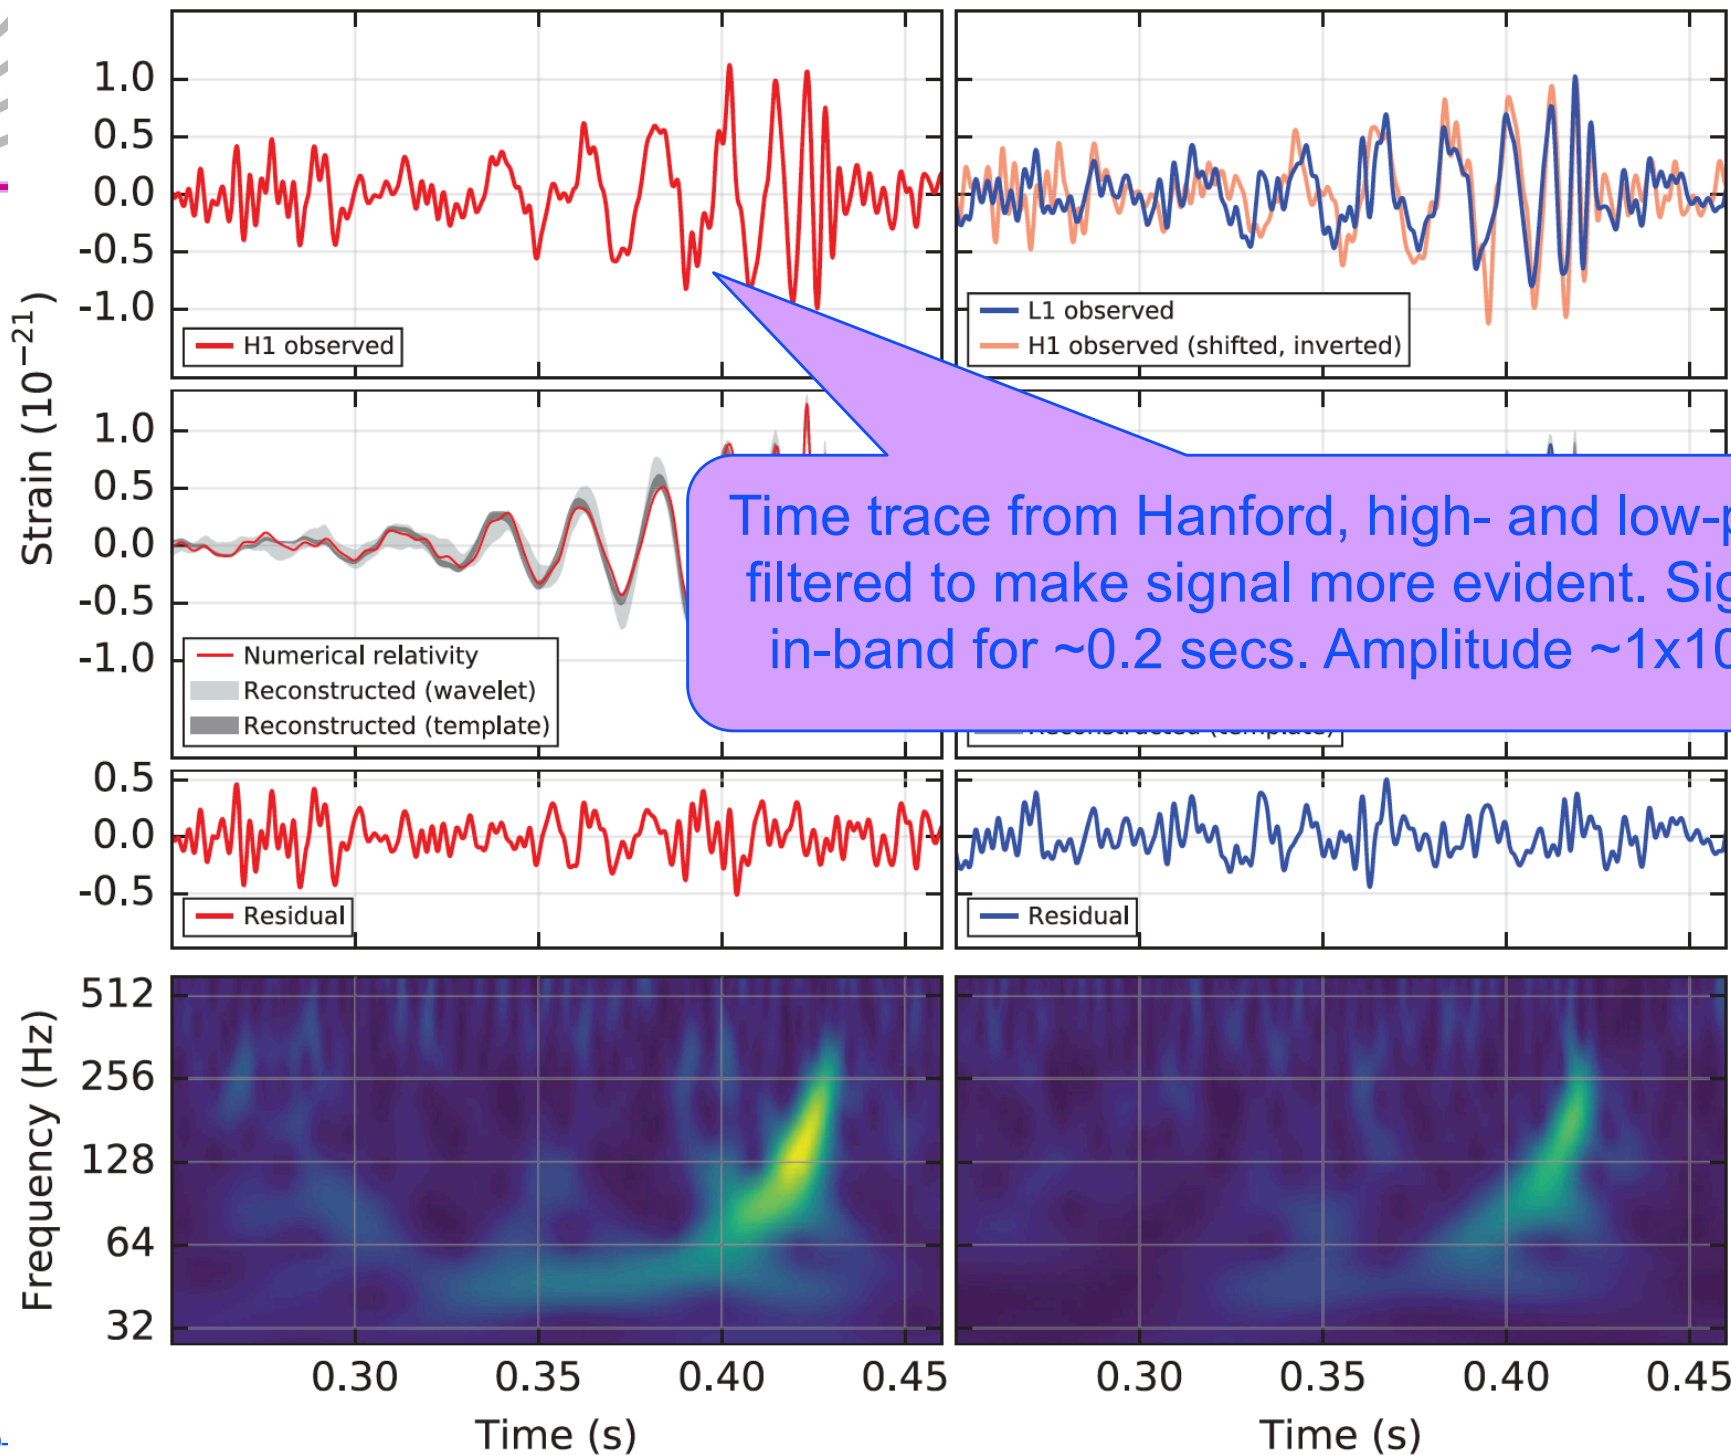 1.0
0.5
0.0
-0.5
-1.0
H1 observed
L1 observed
H1 observed (shifted, inverted)
Strain (10⁻²¹)
1.0
0.5
0.0
-0.5
-1.0
Numerical relativity
Reconstructed (wavelet)
Reconstructed (template)
Time trace from Hanford, high- and low-
filtered to make signal more evident.
in-band for ~0.2 secs. Amplitude ~1x10
Reconstructed (template)
0.5
0.0
-0.5
Residual
Residual
Frequency (Hz)
512
256
128
64
32
0.30 0.35 0.40 0.45
0.30 0.35 0.40 0.45
Time (s)
Time (s)